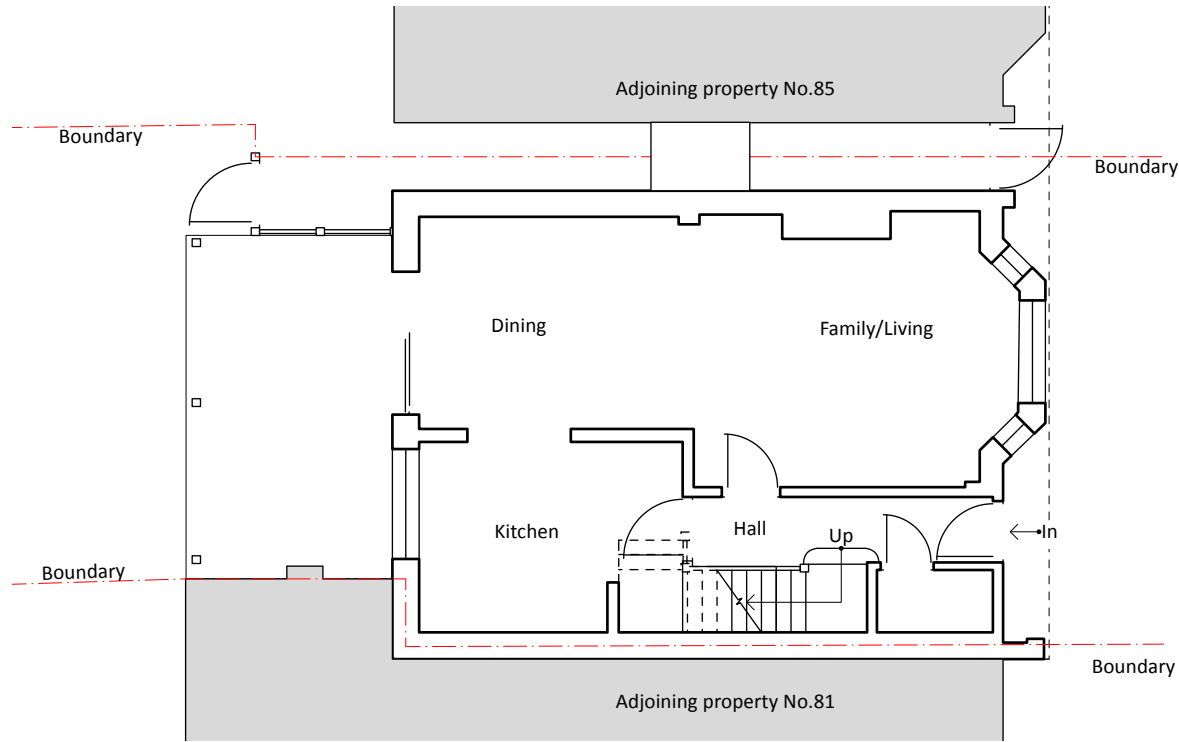 Adjoining property No.85
Boundary
Boundary
Dining
Family/Living
Kitchen
Hall
Up
In
Boundary
Boundary
Adjoining property No.81